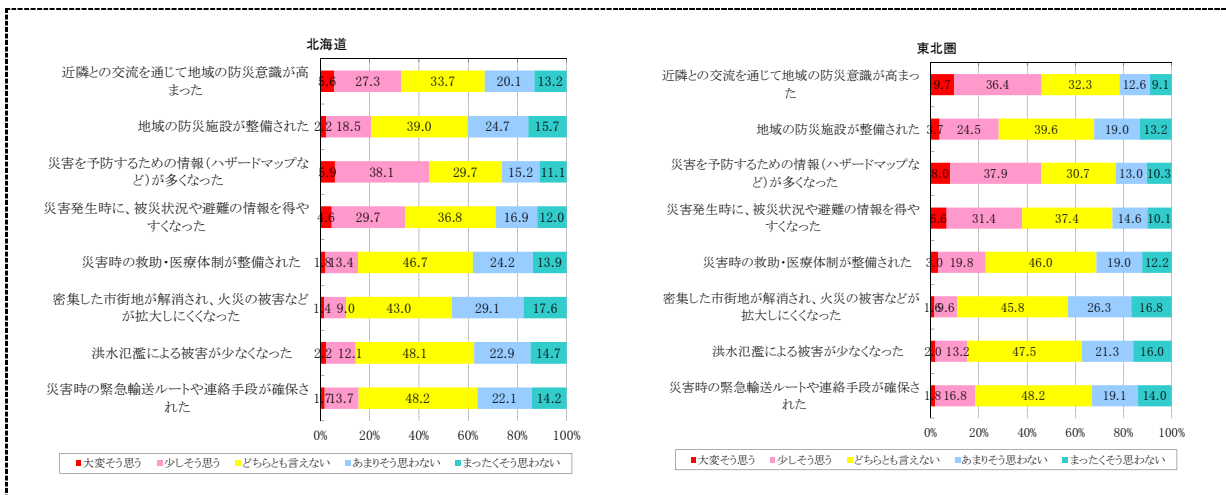 北海道
近隣との交流を通じて地域の防災意識が高
まった
5.6 27.3 33.7 20.1 13.2
地域の防災施設が整備された
2.2 18.5 39.0 24.7 15.7
災害を予防するための情報(ハザードマップな
ど)が多くなった
5.9 38.1 29.7 15.2 11.1
災害発生時に、被災状況や避難の情報を得や
すくなった
4.6 29.7 36.8 16.9 12.0
災害時の救助・医療体制が整備された
1.8 13.4 46.7 24.2 13.9
密集した市街地が解消され、火災の被害など
が拡大しにくくなった
1.4 9.0 43.0 29.1 17.6
洪水氾濫による被害が少なくなった
2.2 12.1 48.1 22.9 14.7
災害時の緊急輸送ルートや連絡手段が確保さ
れた
1.7 13.7 48.2 22.1 14.2
0% 20% 40% 60% 80% 100%
■大変そう思う ■少しそう思う ■どちらとも言えない ■あまりそう思わない ■まったくそう思わない
東北圏
近隣との交流を通じて地域の防災意識が高まっ
た
9.7 36.4 32.3 12.6 9.1
地域の防災施設が整備された
3.7 24.5 39.6 19.0 13.2
災害を予防するための情報(ハザードマップな
ど)が多くなった
8.0 37.9 30.7 13.0 10.3
災害発生時に、被災状況や避難の情報を得や
すくなった
6.6 31.4 37.4 14.6 10.1
災害時の救助・医療体制が整備された
3.0 19.8 46.0 19.0 12.2
密集した市街地が解消され、火災の被害などが
拡大しにくくなった
1.6 9.6 45.8 26.3 16.8
洪水氾濫による被害が少なくなった
2.0 13.2 47.5 21.3 16.0
災害時の緊急輸送ルートや連絡手段が確保さ
れた
1.8 16.8 48.2 19.1 14.0
0% 20% 40% 60% 80% 100%
■大変そう思う ■少しそう思う ■どちらとも言えない ■あまりそう思わない ■まったくそう思わない